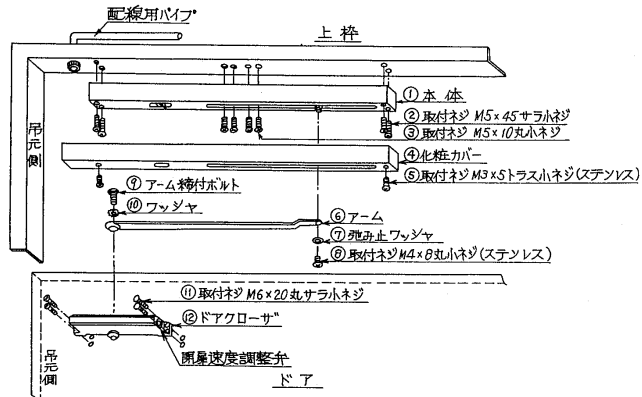 配線用パイプ
上枠
吊元側
①本体
②取付ネジ M5×45サラ小ネジ
③取付ネジ M5×10丸小ネジ
④化粧カバー
⑤取付ネジ M3×5トラス小ネジ(ステンレス)
⑨アーム締付ボルト
⑩ワッシャ
⑥アーム
⑦弛み止ワッシャ
⑧取付ネジ M4×8丸小ネジ(ステンレス)
⑪取付ネジ M6×20丸サラ小ネジ
⑫ドアクローザ
速度調整弁
吊元側
ドア